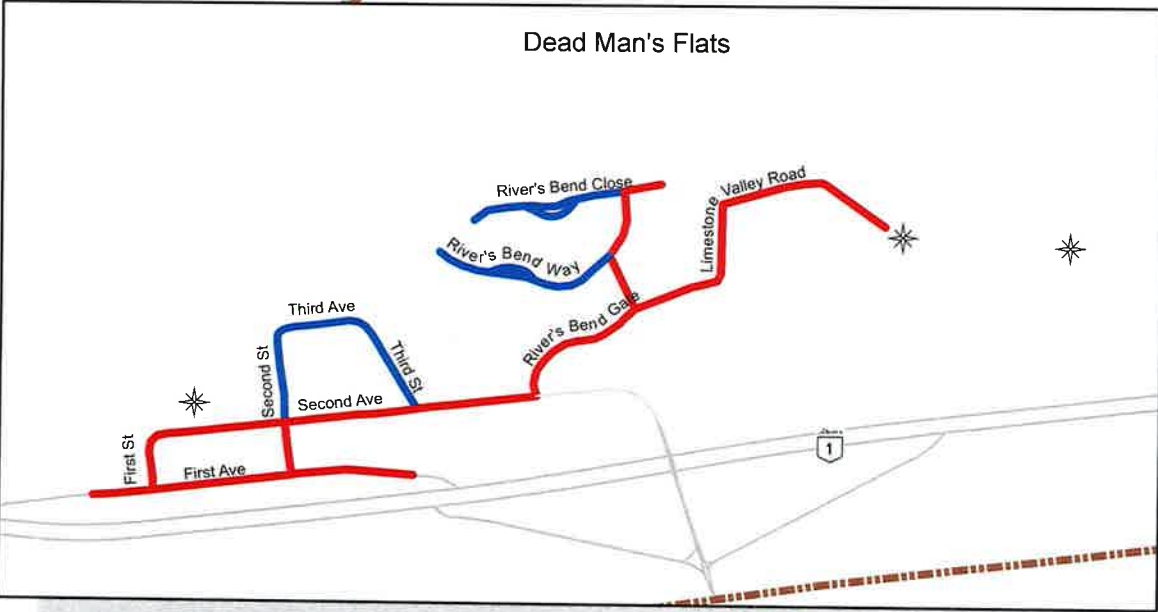 Dead Man's Flats
River's Bend Close
Valley Road
Limestone
River's Bend Way
River's Bend Gate
Third Ave
Third St
Second St
Second Ave
First St
First Ave
1